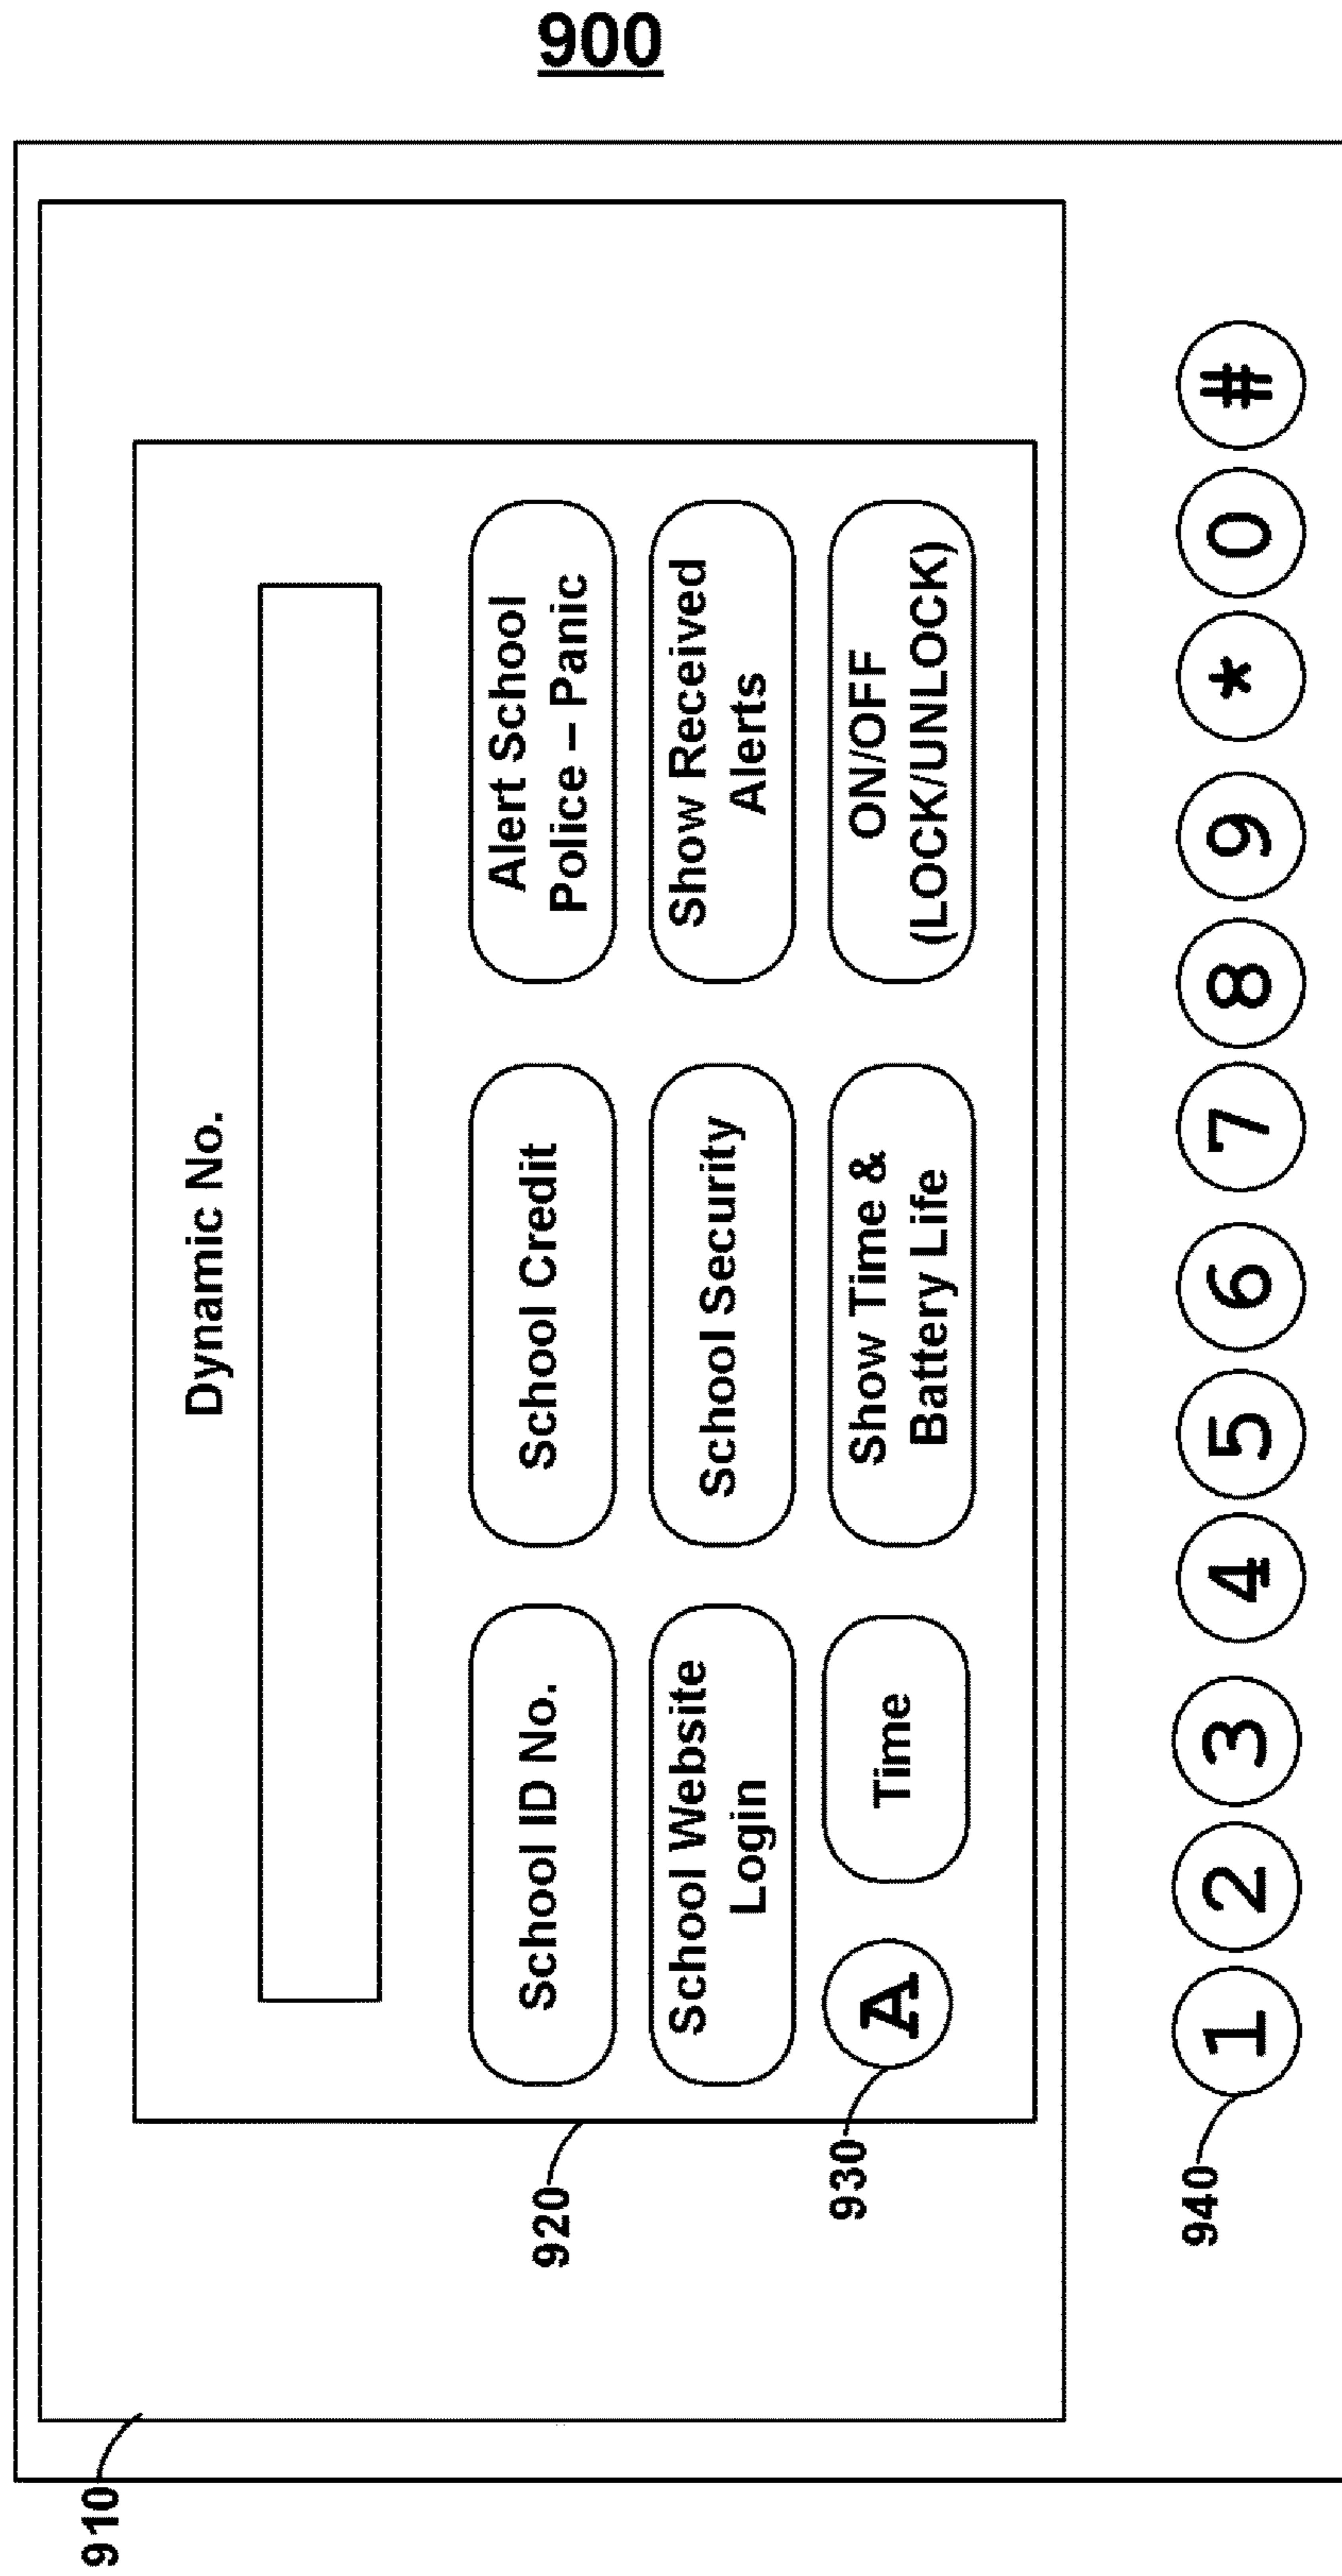 900
Dynamic No.
School ID No.
School Credit
Alert School
Police – Panic
School Website
Login
School Security
Show Received
Alerts
A
Time
Show Time &
Battery Life
ON/OFF
(LOCK/UNLOCK)
1 2 3 4 5 6 7 8 9 * 0 #
910
920
930
940